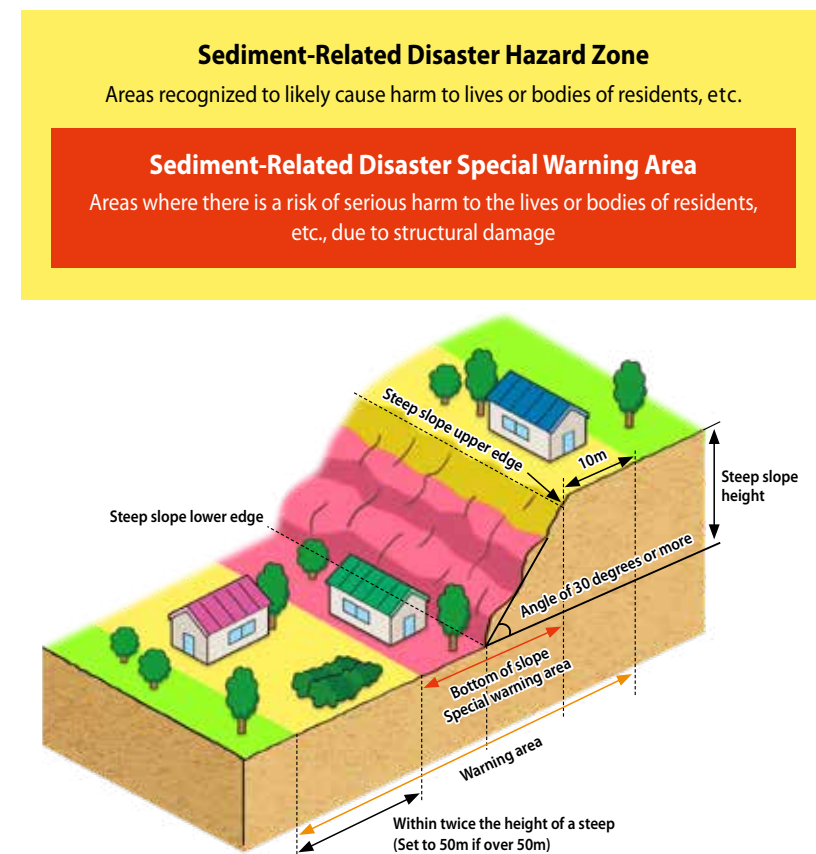 Sediment-Related Disaster Hazard Zone
Areas recognized to likely cause harm to lives or bodies of residents, etc.
Sediment-Related Disaster Special Warning Area
Areas where there is a risk of serious harm to the lives or bodies of residents,
etc., due to structural damage
Steep slope upper edge
10m
Steep slope
height
Steep slope lower edge
Angle of 30 degrees or more
Bottom of slope
Special warning area
Warning area
Within twice the height of a steep
(Set to 50m if over 50m)